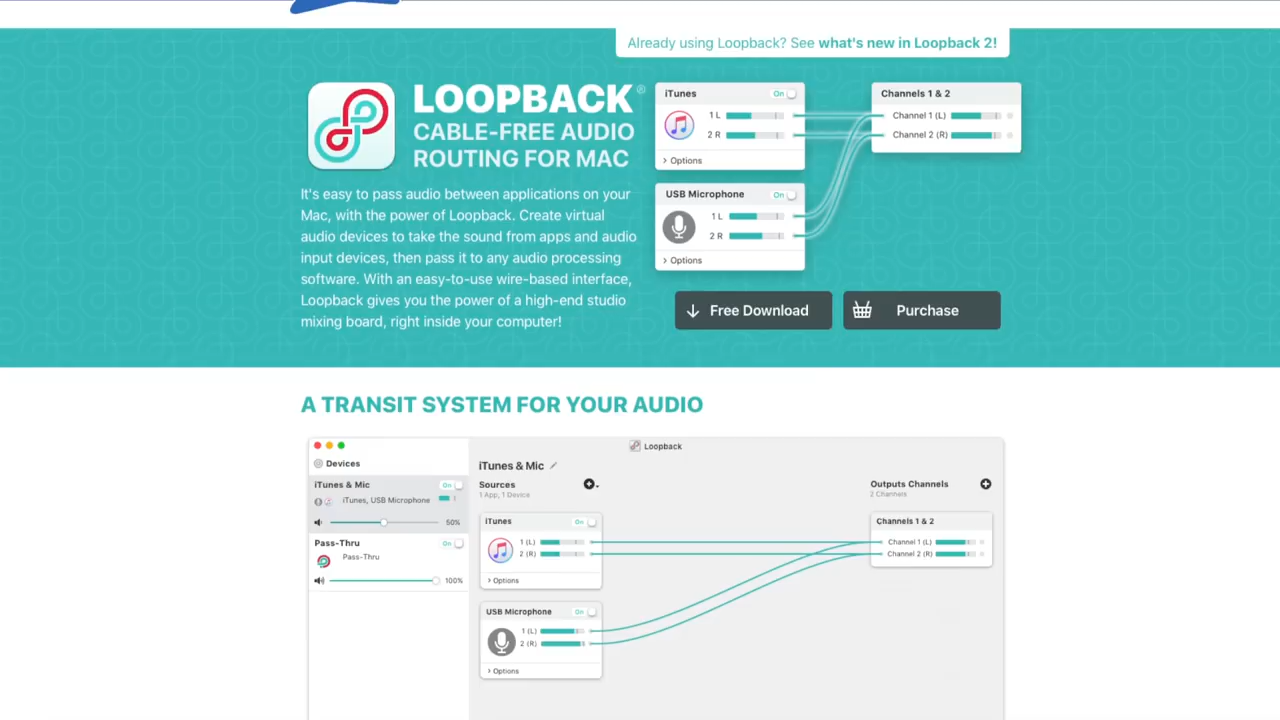 Already using Loopback? See what's new in Loopback 2!
LOOPBACK®
CABLE-FREE AUDIO
ROUTING FOR MAC
It's easy to pass audio between applications on your
Mac, with the power of Loopback. Create virtual
audio devices to take the sound from apps and audio
input devices, then pass it to any audio processing
software. With an easy-to-use wire-based interface,
Loopback gives you the power of a high-end studio
mixing board, right inside your computer!
iTunes On
1 L
2 R
> Options
USB Microphone On
1 L
2 R
> Options
Channels 1 & 2
Channel 1 (L)
Channel 2 (R)
Free Download
Purchase
A TRANSIT SYSTEM FOR YOUR AUDIO
Loopback
Devices
iTunes & Mic On
iTunes, USB Microphone
50%
Pass-Thru On
Pass-Thru
100%
iTunes & Mic
Sources
1 App, 1 Device
iTunes On
1 (L)
2 (R)
> Options
USB Microphone On
1 (L)
2 (R)
> Options
Outputs Channels
2 Channels
Channels 1 & 2
Channel 1 (L)
Channel 2 (R)